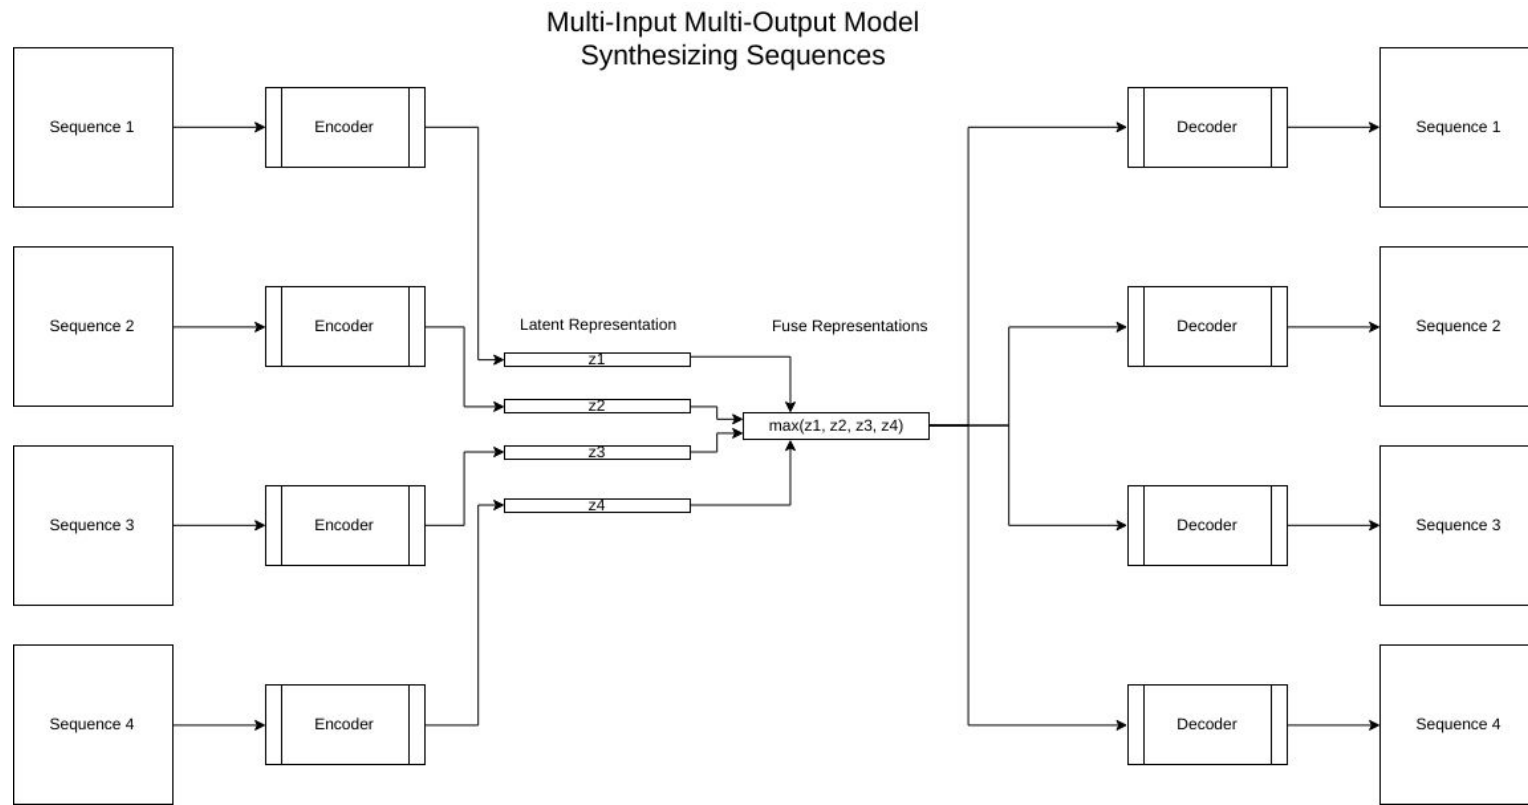 Multi-Input Multi-Output Model
Synthesizing Sequences
Sequence 1
Encoder
Decoder
Sequence 1
Sequence 2
Encoder
Latent Representation
Fuse Representations
Decoder
Sequence 2
z1
z2
max(z1, z2, z3, z4)
z3
z4
Sequence 3
Encoder
Decoder
Sequence 3
Sequence 4
Encoder
Decoder
Sequence 4